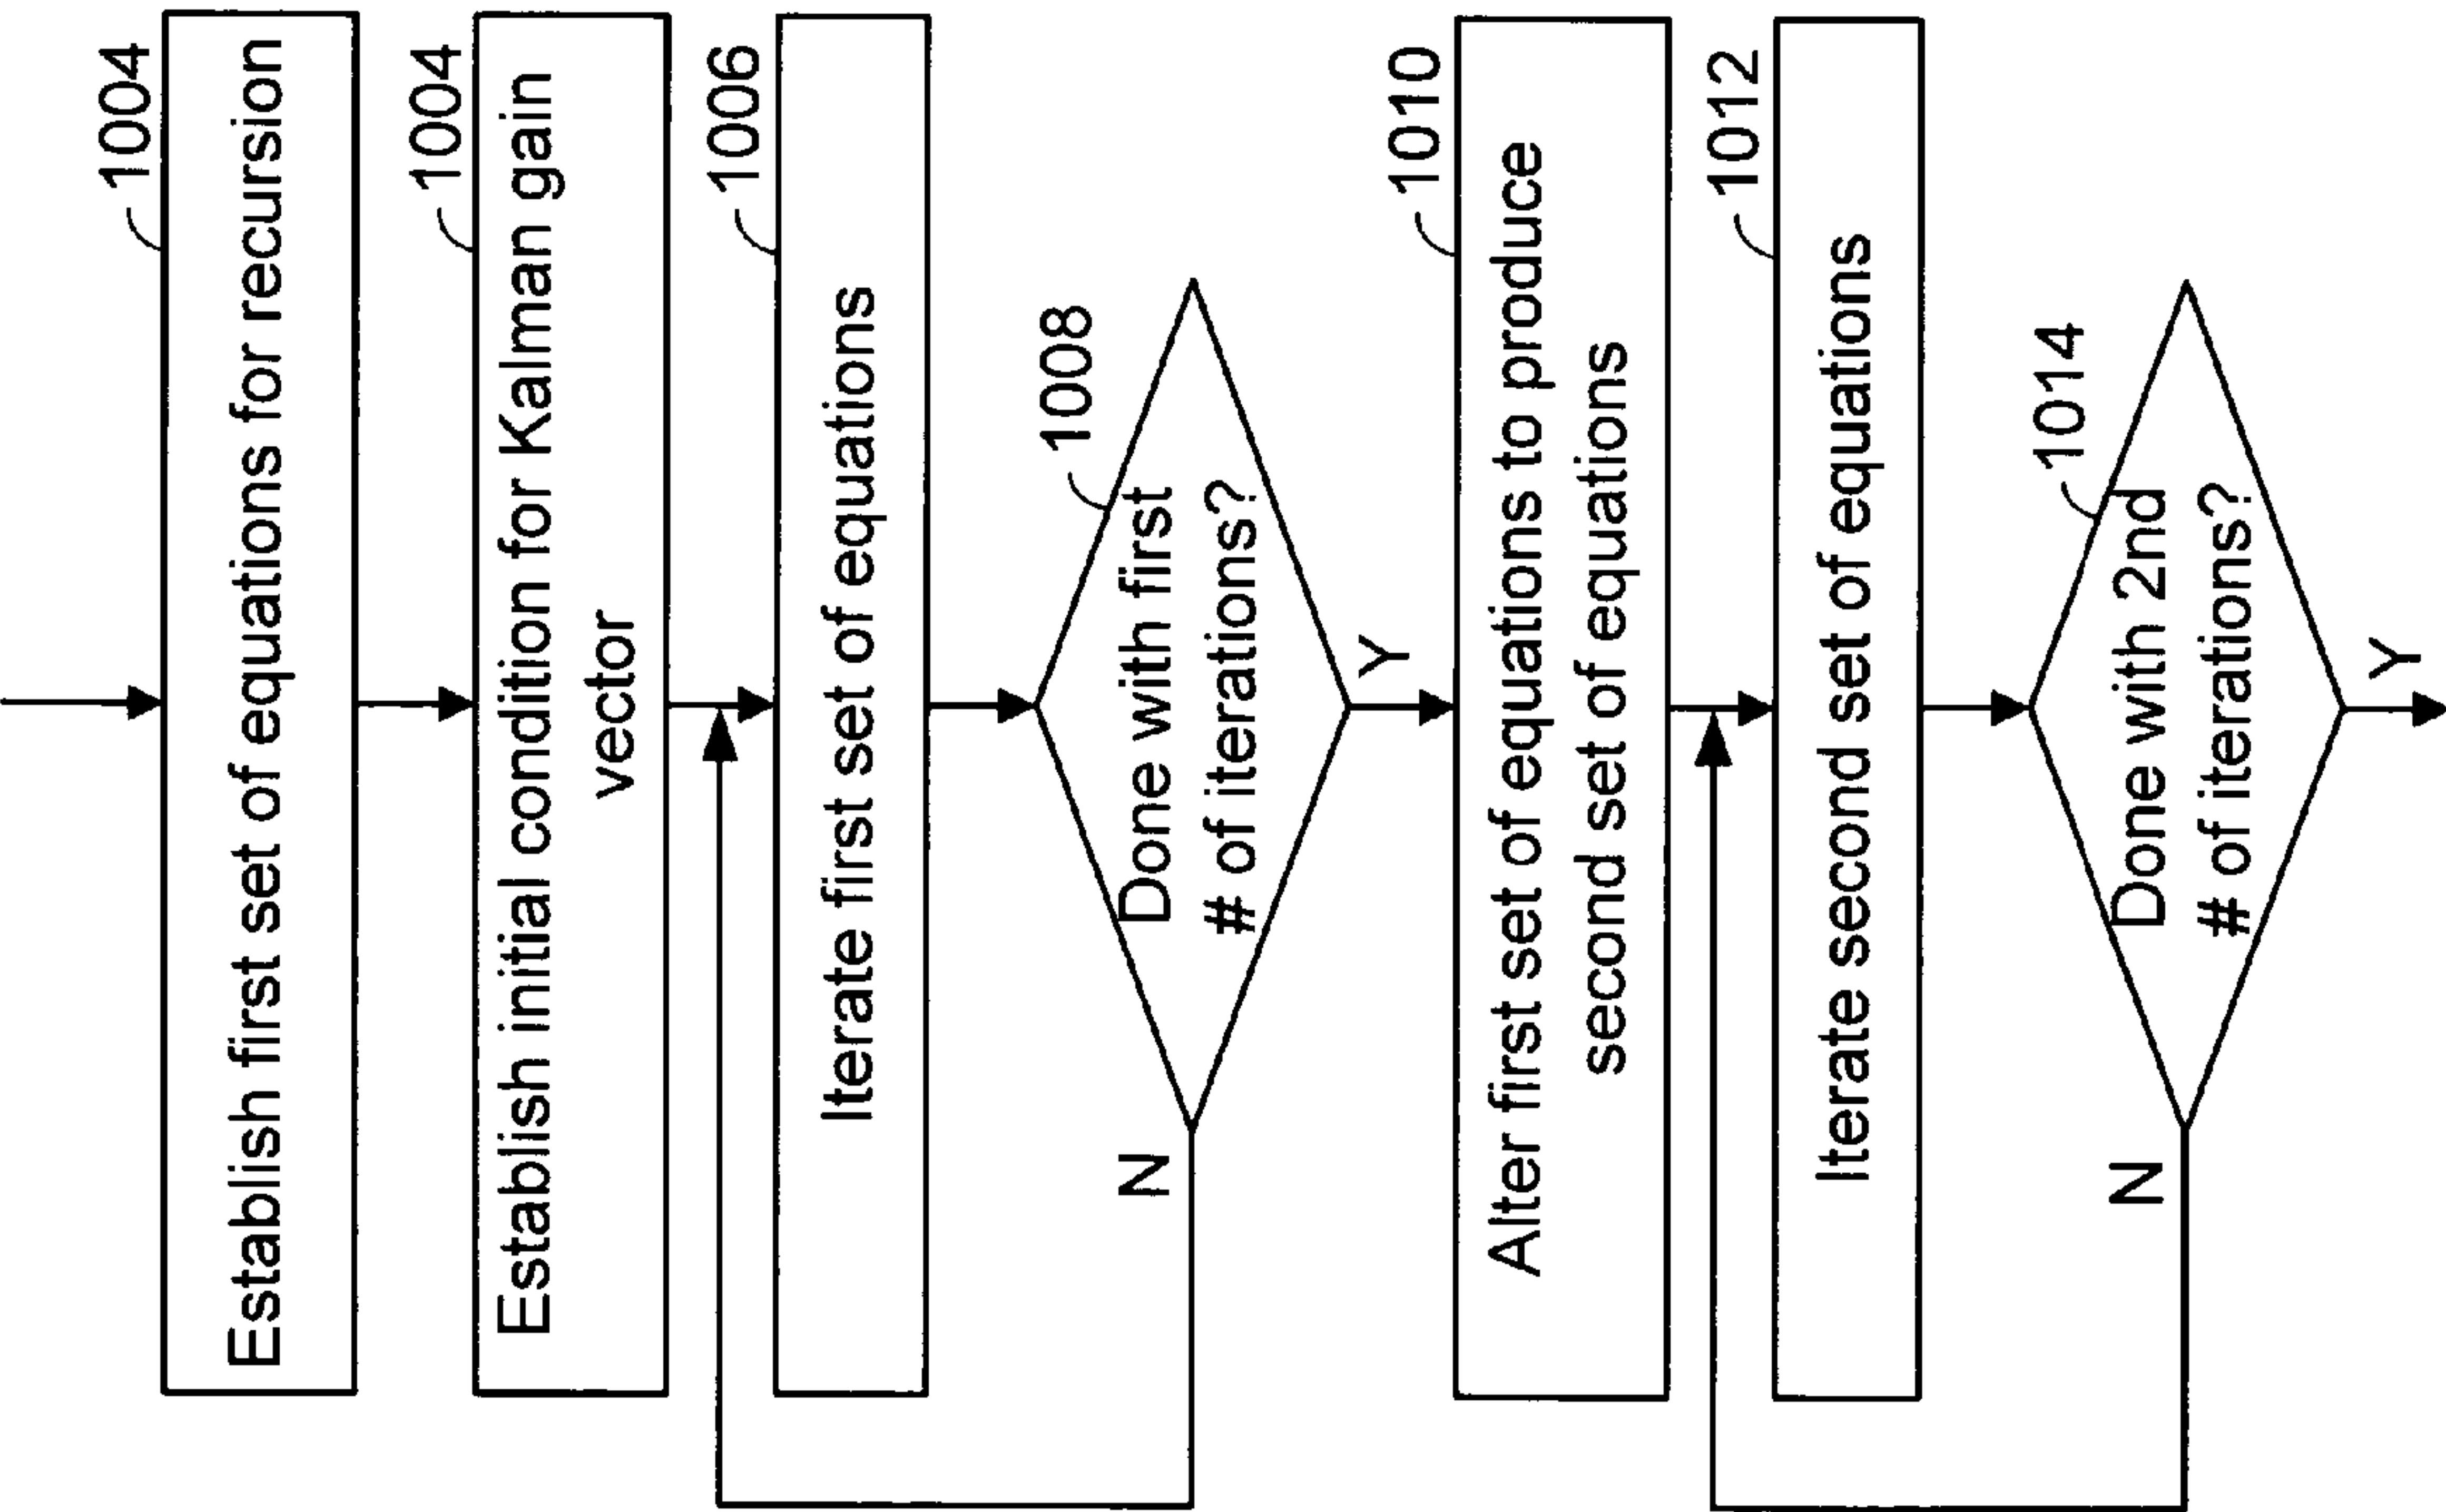 1004
Establish first set of equations for recursion
1004
Establish initial condition for Kalman gain
vector
1006
Iterate first set of equations
1008
Done with first
# of iterations?
N
Y
1010
Alter first set of equations to produce
second set of equations
1012
Iterate second set of equations
1014
Done with 2nd
# of iterations?
N
Y